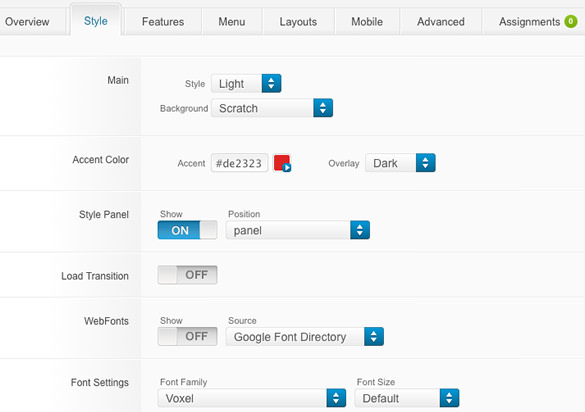 Overview Style Features Menu Layouts Mobile Advanced Assignments 0
Main Style Light
Background Scratch
Accent Color Accent #de2323 Overlay Dark
Style Panel Show Position
ON panel
Load Transition OFF
WebFonts Show Source
OFF Google Font Directory
Font Settings Font Family Font Size
Voxel Default